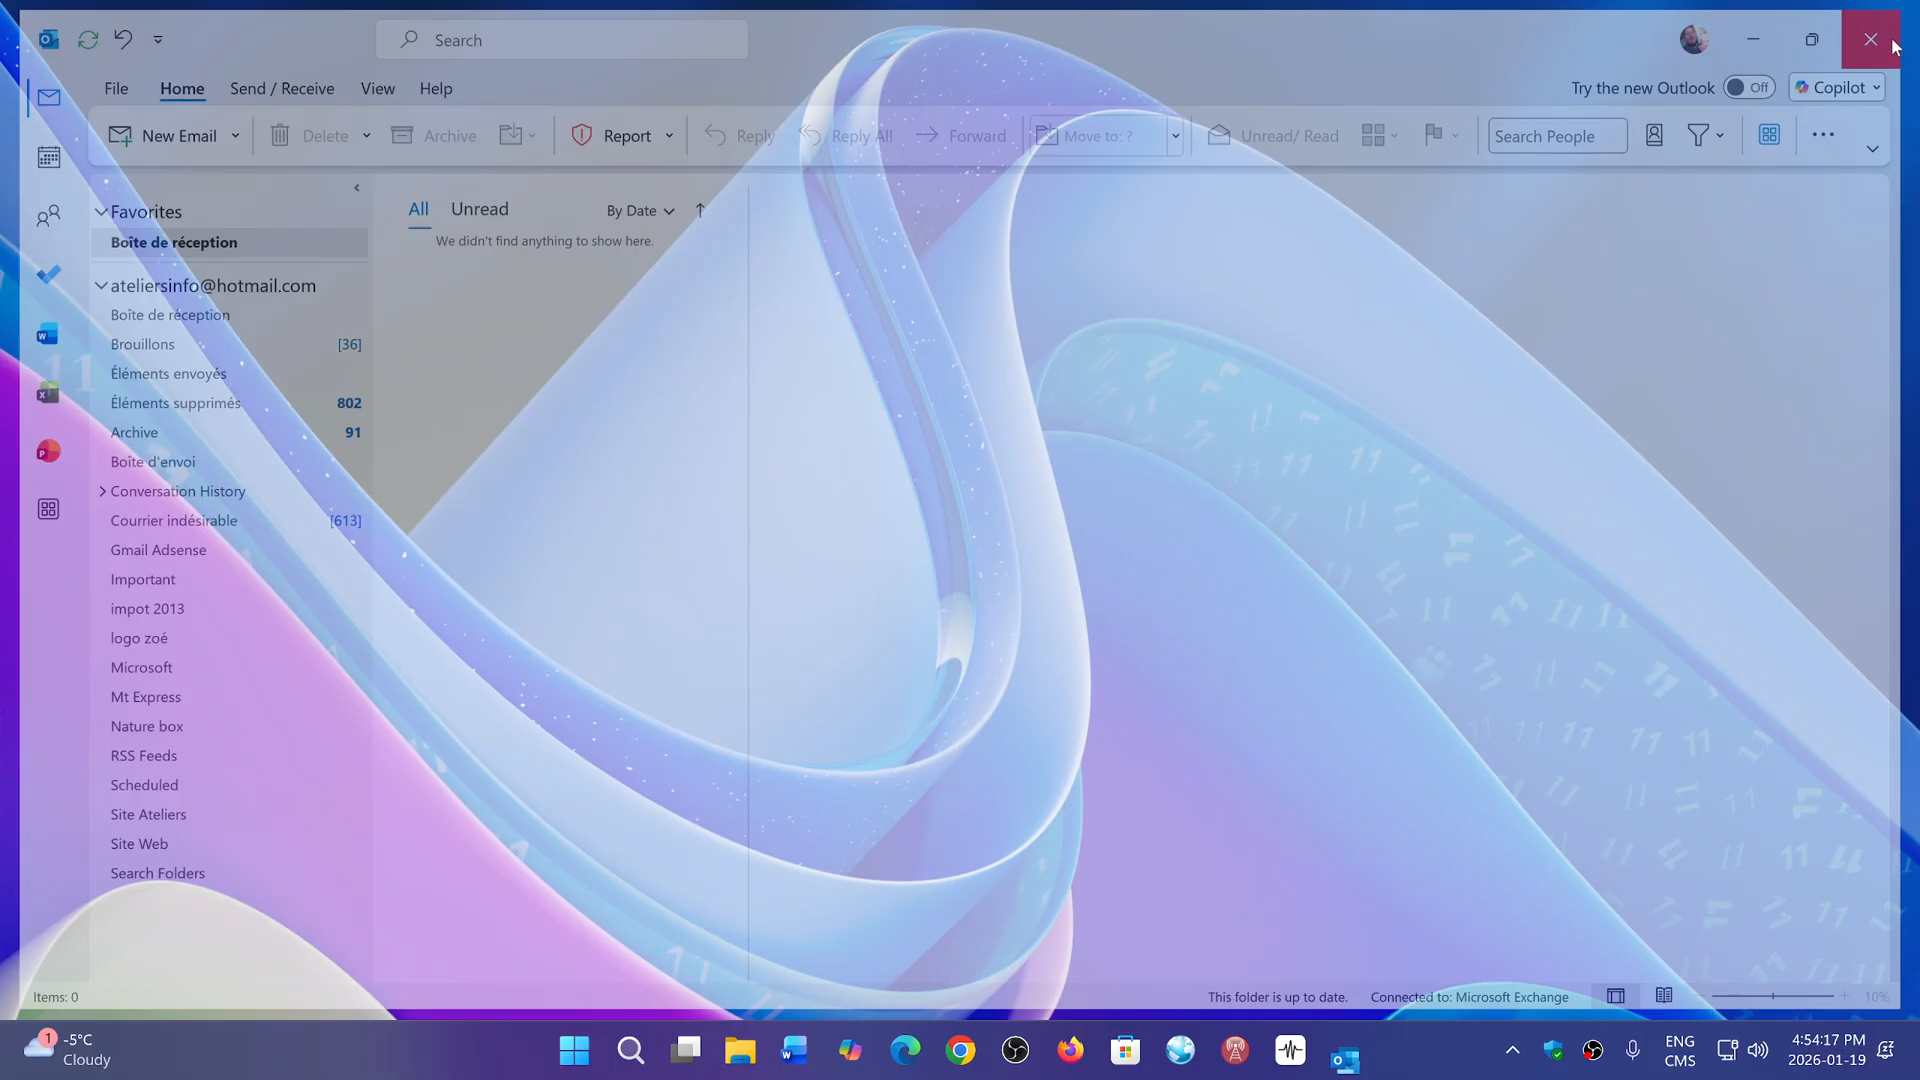 Search
File Home Send / Receive View Help
Try the new Outlook Off Copilot
New Email Delete Archive Report Reply Reply All Forward Move to: ? Unread/ Read Search People
Favorites
Boîte de réception
All Unread By Date
We didn't find anything to show here.
ateliersinfo@hotmail.com
Boîte de réception
Brouillons [36]
Éléments envoyés
Éléments supprimés 802
Archive 91
Boîte d'envoi
Conversation History
Courrier indésirable [613]
Gmail Adsense
Important
impot 2013
logo zoé
Microsoft
Mt Express
Nature box
RSS Feeds
Scheduled
Site Ateliers
Site Web
Search Folders
Items: 0 This folder is up to date. Connected to: Microsoft Exchange 10%
1 -5°C
Cloudy
ENG
CMS
4:54:17 PM
2026-01-19